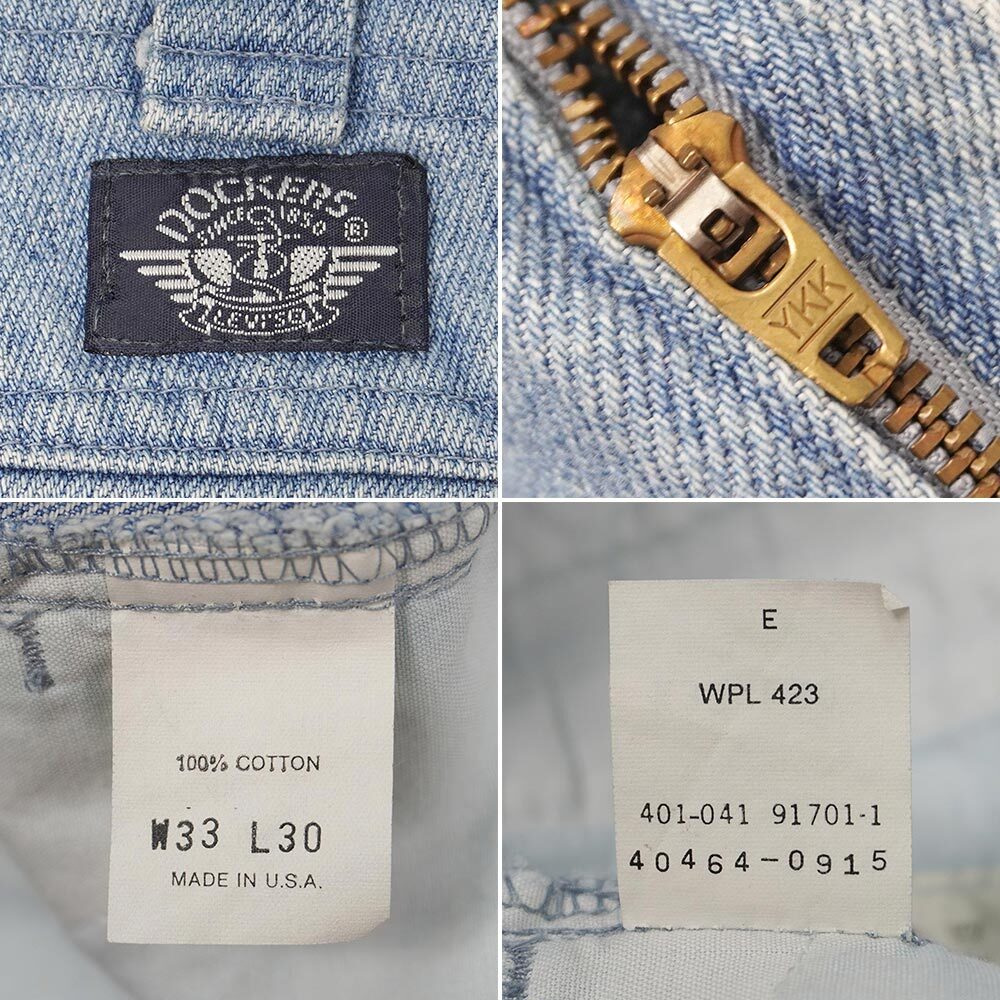 DOCKERS
SINCE 1850
®
LEVI'S®
YKK
100% COTTON
W33 L30
MADE IN U.S.A.
E
WPL 423
401-041 91701-1
40464-0915